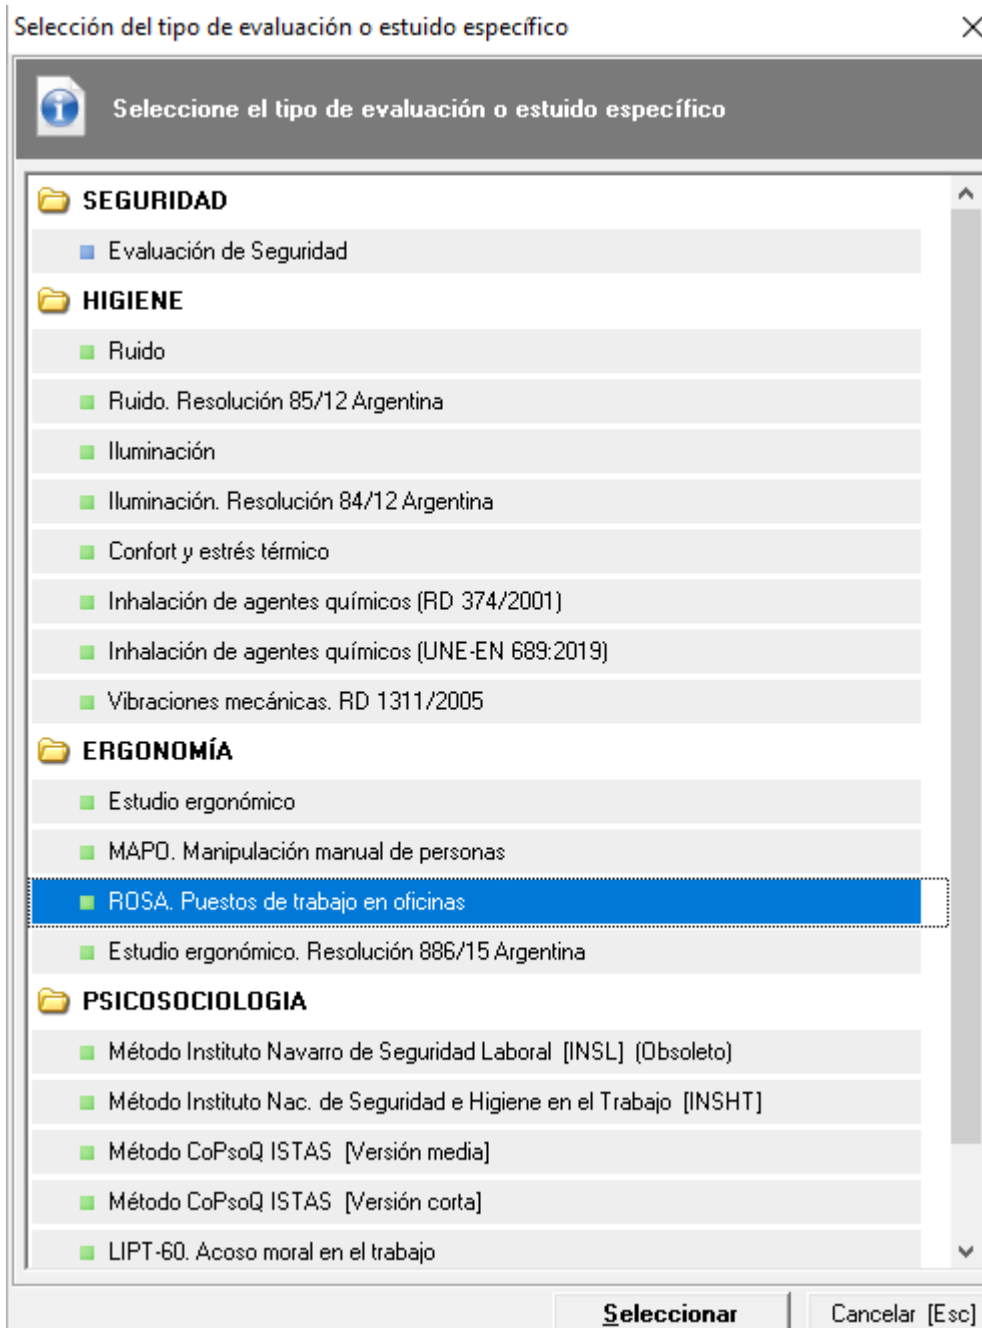 Selección del tipo de evaluación o estuido específico
Seleccione el tipo de evaluación o estuido específico
SEGURIDAD
Evaluación de Seguridad
HIGIENE
Ruido
Ruido. Resolución 85/12 Argentina
Iluminación
Iluminación. Resolución 84/12 Argentina
Confort y estrés térmico
Inhalación de agentes químicos (RD 374/2001)
Inhalación de agentes químicos (UNE-EN 689:2019)
Vibraciones mecánicas. RD 1311/2005
ERGONOMÍA
Estudio ergonómico
MAPO. Manipulación manual de personas
ROSA. Puestos de trabajo en oficinas
Estudio ergonómico. Resolución 886/15 Argentina
PSICOSOCIOLOGIA
Método Instituto Navarro de Seguridad Laboral [INSL] (Obsoleto)
Método Instituto Nac. de Seguridad e Higiene en el Trabajo [INSHT]
Método CoPsoQ ISTAS [Versión media]
Método CoPsoQ ISTAS [Versión corta]
LIPT-60. Acoso moral en el trabajo
Seleccionar Cancelar [Esc]